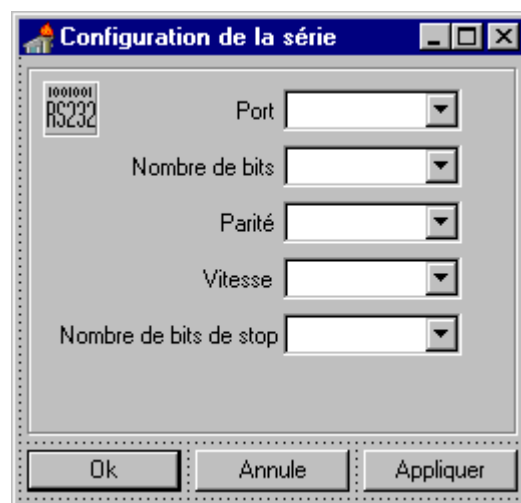 Configuration de la série
1001001
RS232
Port
Nombre de bits
Parité
Vitesse
Nombre de bits de stop
Ok
Annule
Appliquer